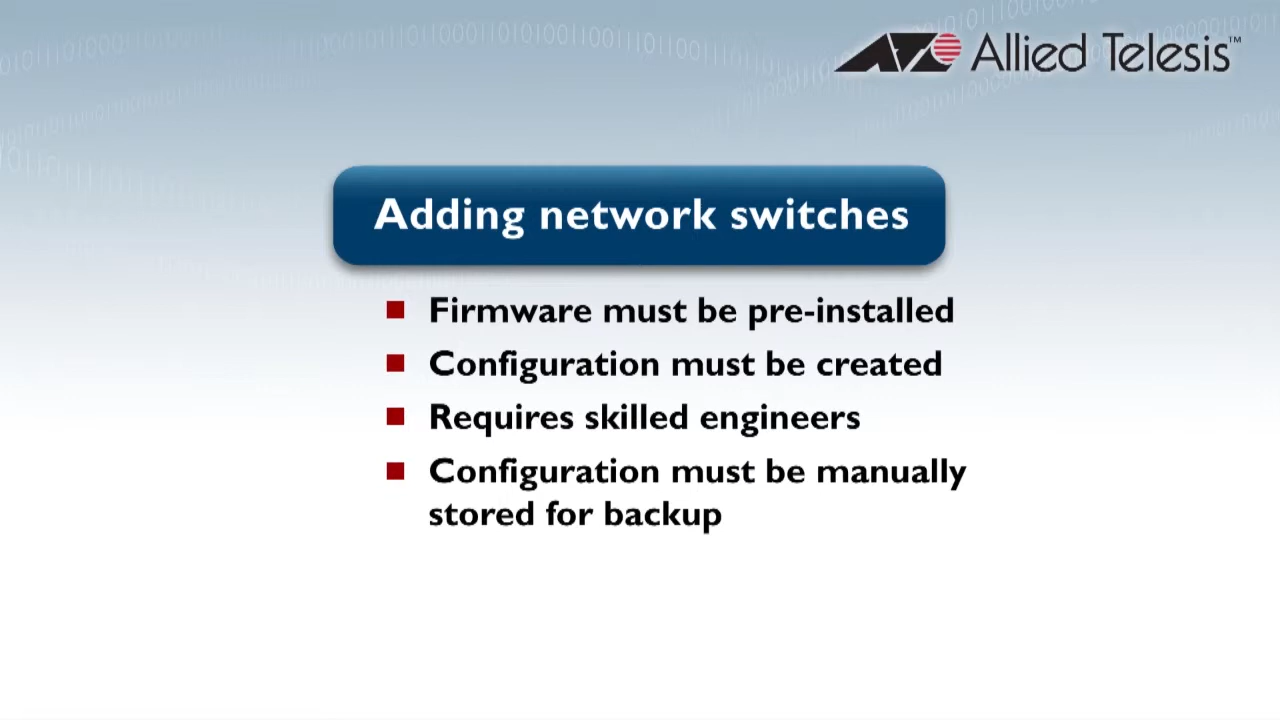 Allied Telesis™
Adding network switches
Firmware must be pre-installed
Configuration must be created
Requires skilled engineers
Configuration must be manually
stored for backup